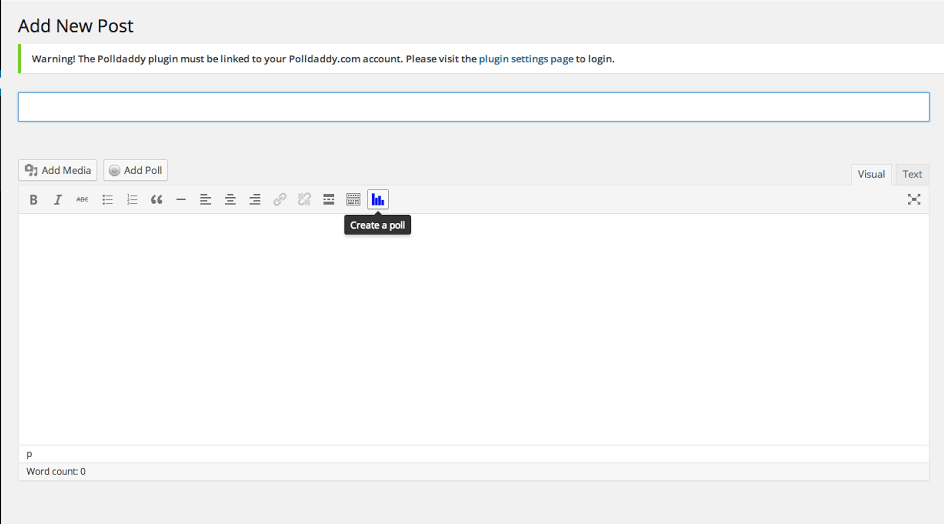 Add New Post
Warning! The Polldaddy plugin must be linked to your Polldaddy.com account. Please visit the plugin settings page to login.
Add Media Add Poll
Visual Text
B I ABC
Create a poll
p
Word count: 0